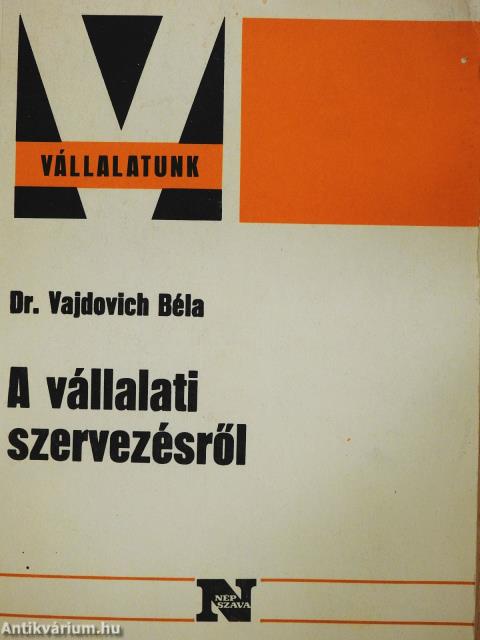 VÁLLALATUNK
Dr. Vajdovich Béla
A vállalati
szervezésről
N
NÉP
SZAVA
Antikvárium.hu